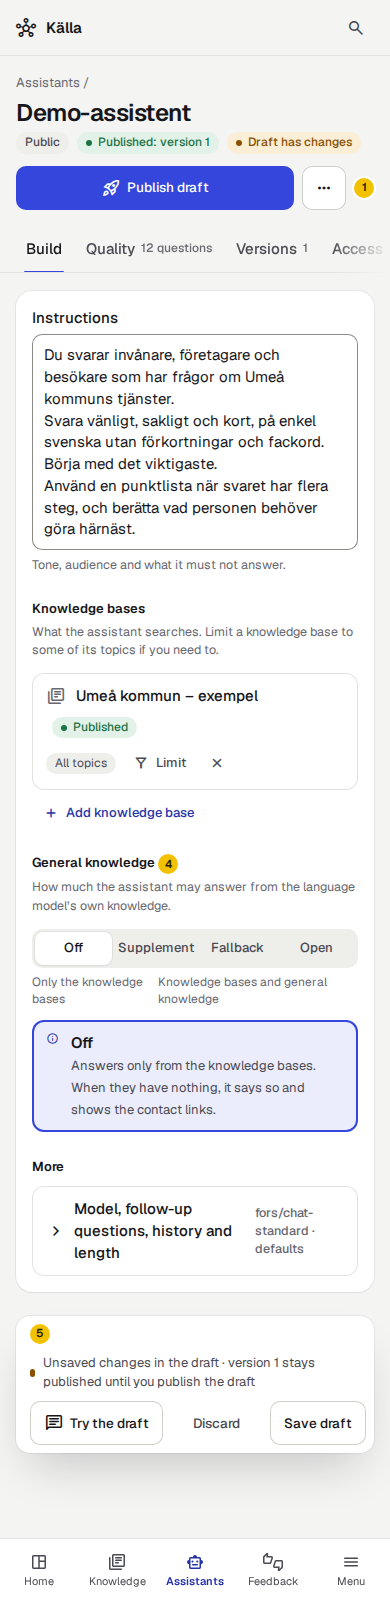 Källa
Assistants /
Demo-assistent
Public
Published: version 1
Draft has changes
Publish draft
1
Build
Quality 12 questions
Versions 1
Access
Instructions
Du svarar invånare, företagare och
besökare som har frågor om Umeå
kommuns tjänster.
Svara vänligt, sakligt och kort, på enkel
svenska utan förkortningar och fackord.
Börja med det viktigaste.
Använd en punktlista när svaret har flera
steg, och berätta vad personen behöver
göra härnäst.
Tone, audience and what it must not answer.
Knowledge bases
What the assistant searches. Limit a knowledge base to
some of its topics if you need to.
Umeå kommun – exempel
Published
All topics
Limit
Add knowledge base
General knowledge 4
How much the assistant may answer from the language
model's own knowledge.
Off
Supplement
Fallback
Open
Only the knowledge
bases
Knowledge bases and general
knowledge
Off
Answers only from the knowledge bases.
When they have nothing, it says so and
shows the contact links.
More
Model, follow-up
questions, history and
length
fors/chat-
standard ·
defaults
5
Unsaved changes in the draft · version 1 stays
published until you publish the draft
Try the draft
Discard
Save draft
Home
Knowledge
Assistants
Feedback
Menu